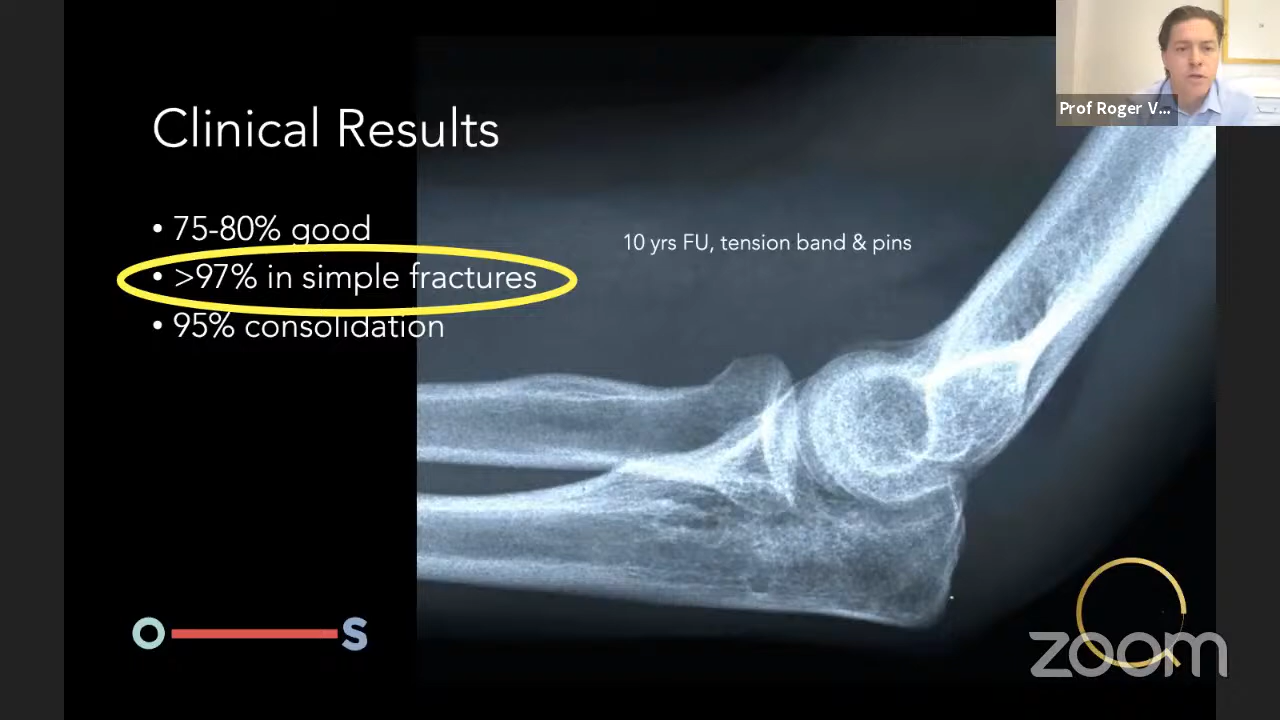 Prof Roger V...
Clinical Results
• 75-80% good
• >97% in simple fractures
• 95% consolidation
10 yrs FU, tension band & pins
O S
zoom